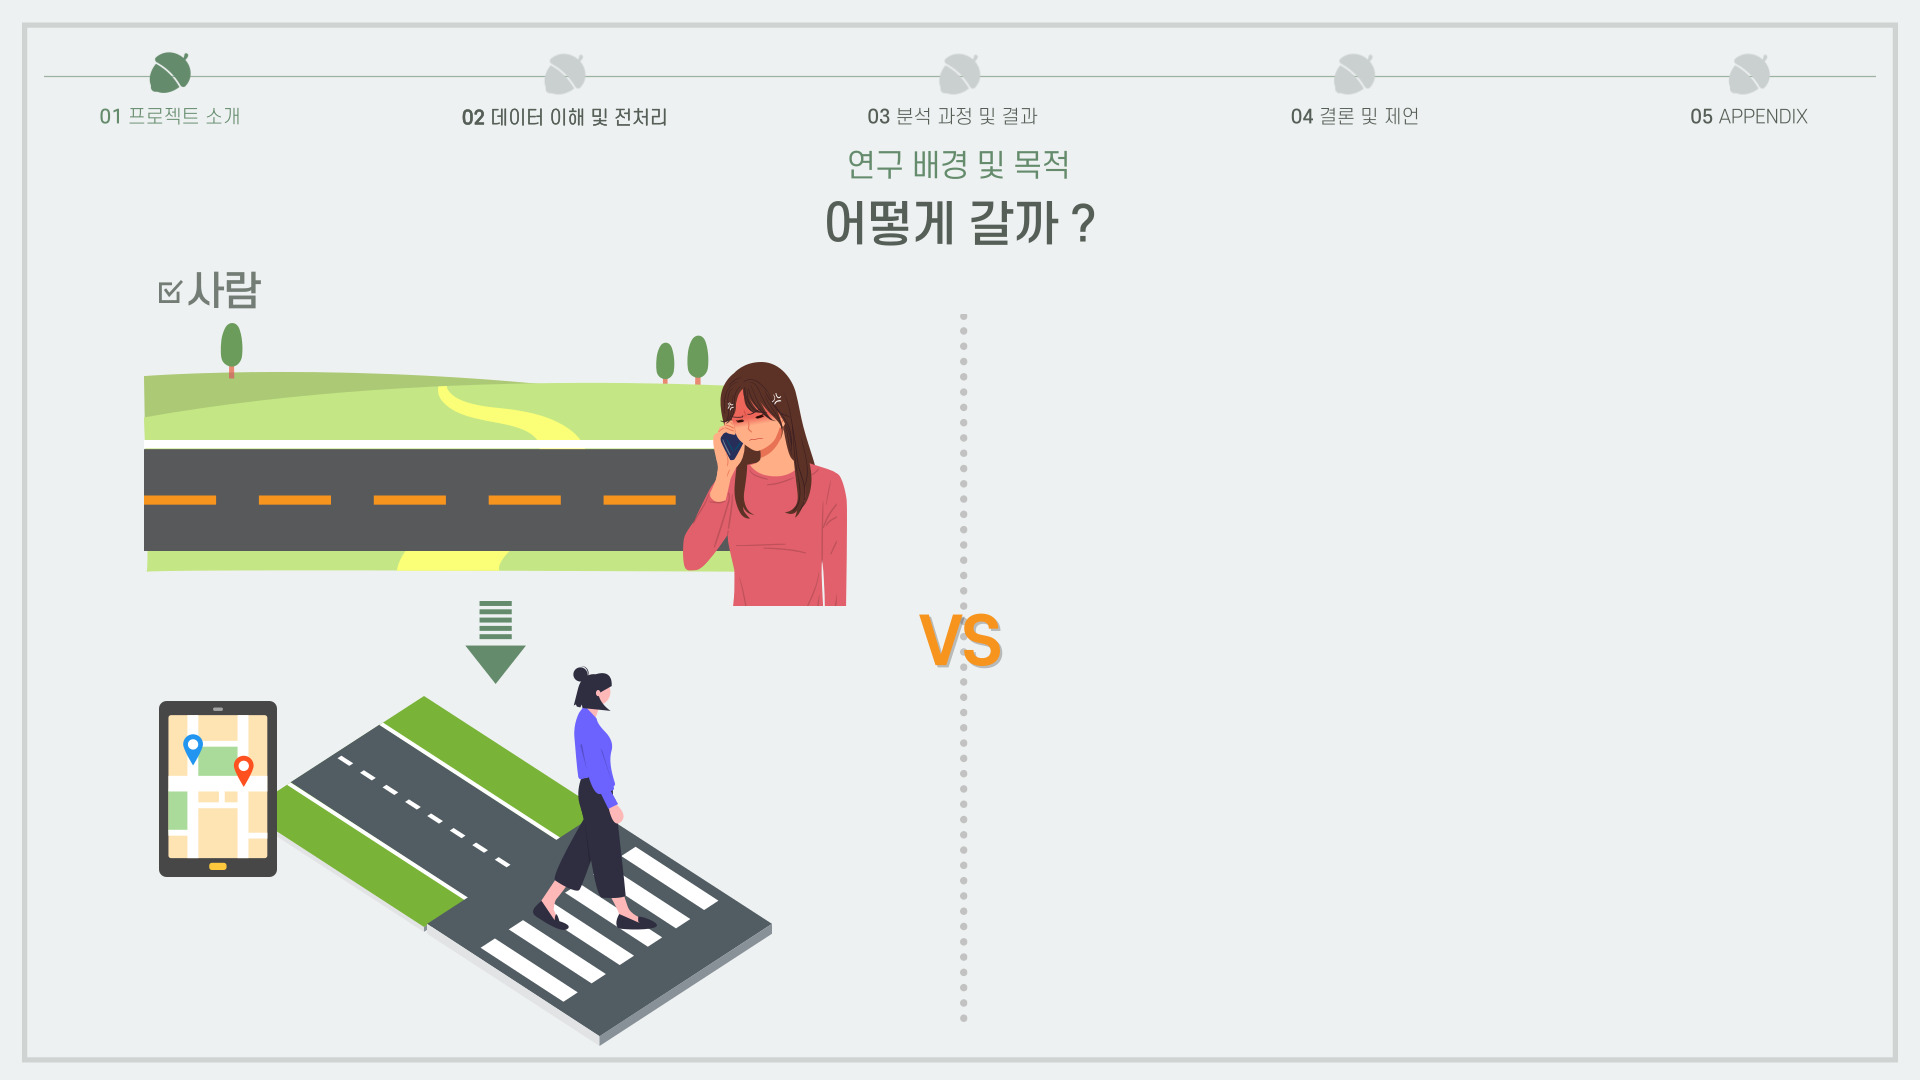 01 프로젝트 소개
02 데이터 이해 및 전처리
03 분석 과정 및 결과
04 결론 및 제언
05 APPENDIX
연구 배경 및 목적
어떻게 갈까 ?
사람
VS